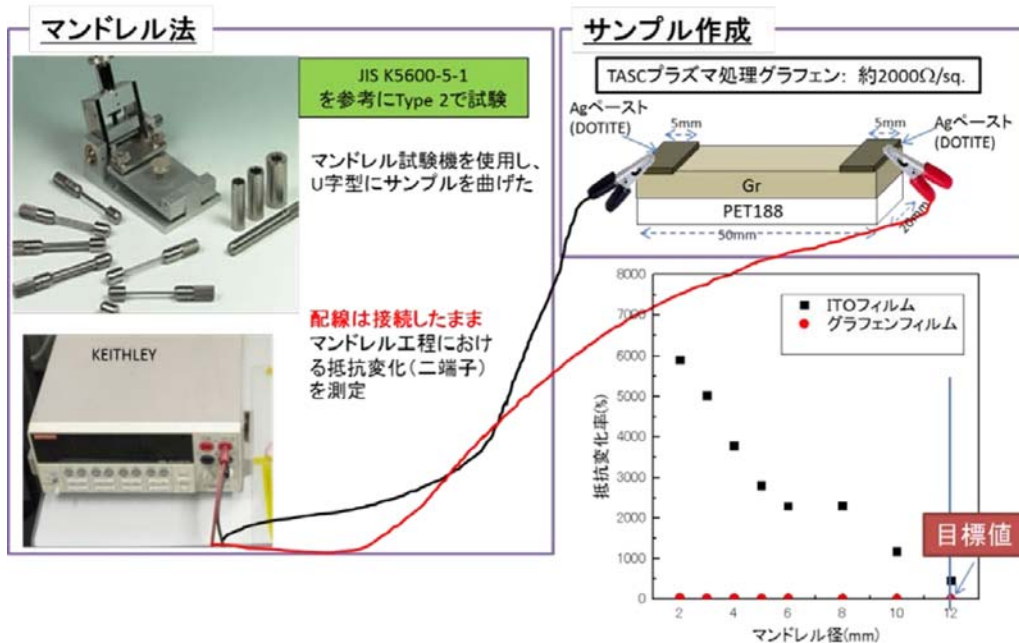 マンドレル法
JIS K5600-5-1
を参考にType 2で試験
マンドレル試験機を使用し、
U字型にサンプルを曲げた
配線は接続したまま
マンドレル工程におけ
る抵抗変化(二端子)
を測定
KEITHLEY
サンプル作成
TASCプラズマ処理グラフェン: 約2000Ω/sq.
Agペースト
(DOTITE)
5mm
5mm
Agペースト
(DOTITE)
Gr
PET188
50mm
20mm
8000
7000
6000
5000
4000
3000
2000
1000
0
抵抗変化率(%)
ITOフィルム
グラフェンフィルム
目標値
2 4 6 8 10 12
マンドレル径(mm)